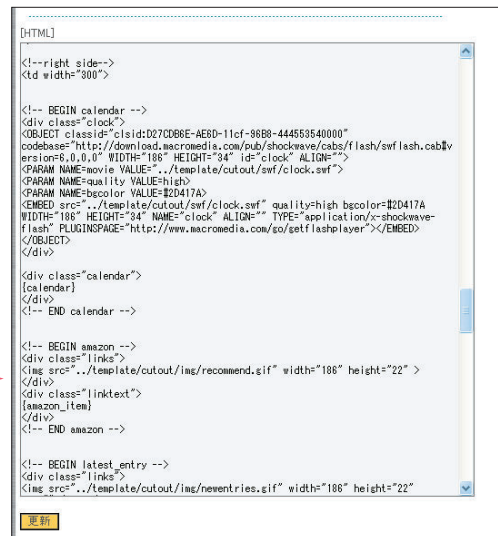 [HTML]
<!--right side-->
<td width="300">
<!-- BEGIN calendar -->
<div class="clock">
<OBJECT classid="clsid:D27CDB6E-AE6D-11cf-96B8-444553540000"
codebase="http://download.macromedia.com/pub/shockwave/cabs/flash/swflash.cab#v
ersion=6,0,0,0" WIDTH="186" HEIGHT="34" id="clock" ALIGN="">
<PARAM NAME=movie VALUE="../template/cutout/swf/clock.swf">
<PARAM NAME=quality VALUE=high>
<PARAM NAME=bgcolor VALUE=#2D417A>
<EMBED src="../template/cutout/swf/clock.swf" quality=high bgcolor=#2D417A
WIDTH="186" HEIGHT="34" NAME="clock" ALIGN="" TYPE="application/x-shockwave-
flash" PLUGINSPAGE="http://www.macromedia.com/go/getflashplayer"></EMBED>
</OBJECT>
</div>
<div class="calendar">
{calendar}
</div>
<!-- END calendar -->
<!-- BEGIN amazon -->
<div class="links">
<img src="../template/cutout/img/recommend.gif" width="186" height="22" >
</div>
<div class="linktext">
{amazon_item}
</div>
<!-- END amazon -->
<!-- BEGIN latest_entry -->
<div class="links">
<img src="../template/cutout/img/newentries.gif" width="186" height="22"
更新